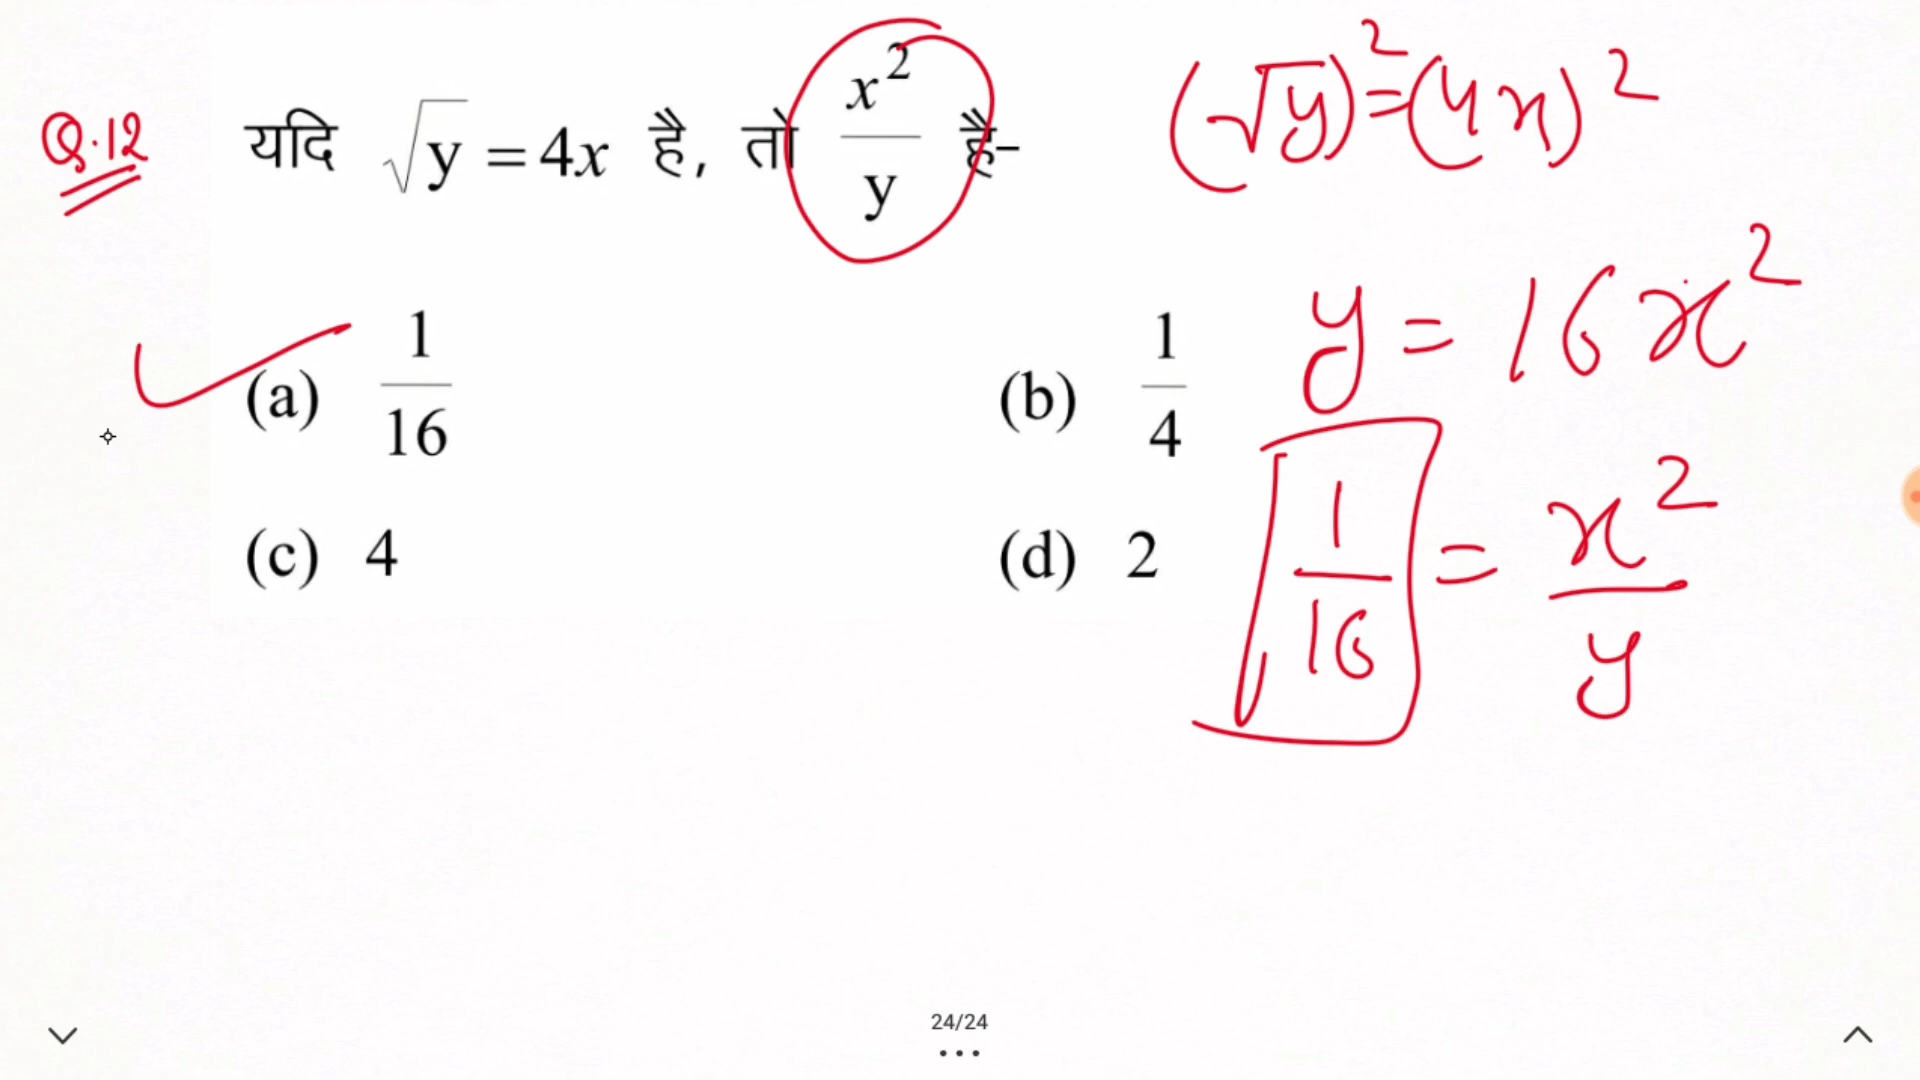 Q.12 यदि √y = 4x है, तो x²/y है–
(√y)² = (4x)²
y = 16x²
(a) 1/16 (b) 1/4
1/16 = x²/y
(c) 4 (d) 2
24/24